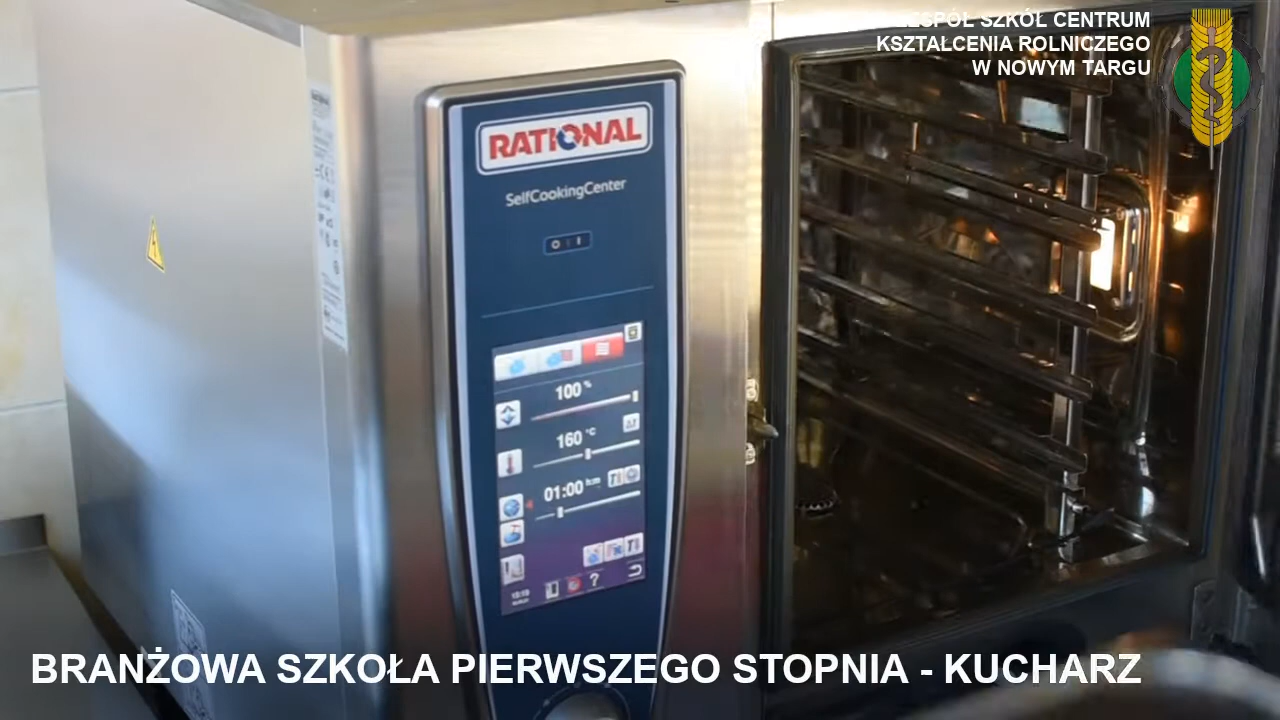 ZESPÓŁ SZKÓŁ CENTRUM
KSZTAŁCENIA ROLNICZEGO
W NOWYM TARGU
RATIONAL
SelfCookingCenter
100 %
160 °C
01:00 h:m
?
BRANŻOWA SZKOŁA PIERWSZEGO STOPNIA - KUCHARZ